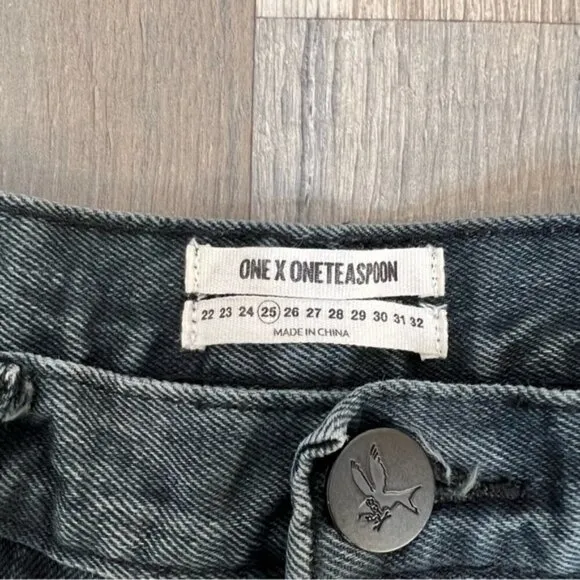 ONE X ONETEASPOON
22 23 24 25 26 27 28 29 30 31 32
MADE IN CHINA